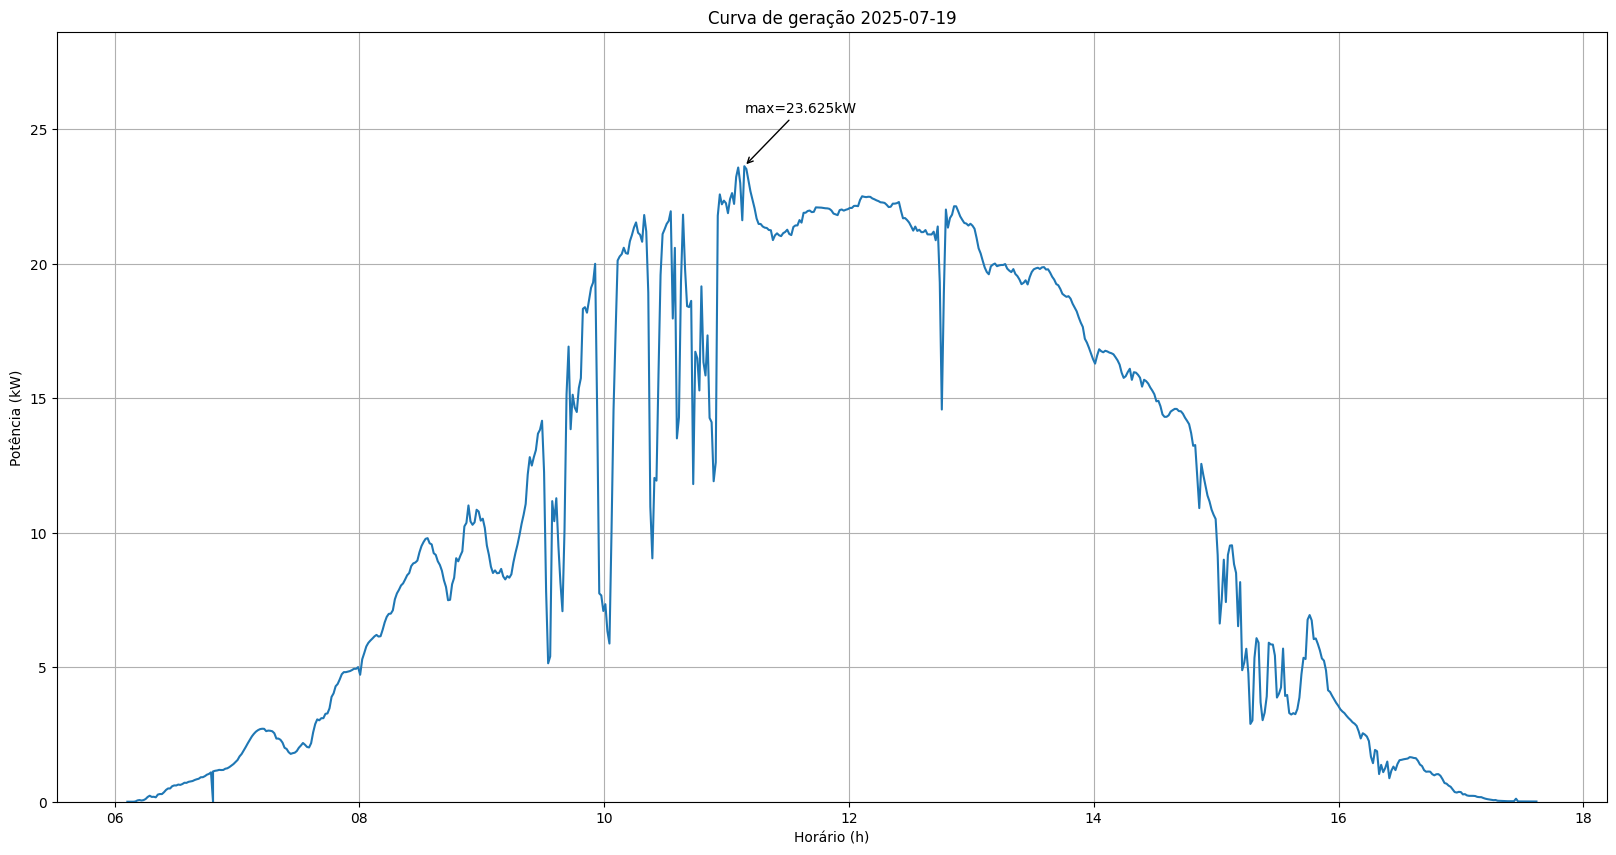 Curva de geração 2025-07-19
max=23.625kW
Potência (kW)
25
20
15
10
5
0
06 08 10 12 14 16 18
Horário (h)